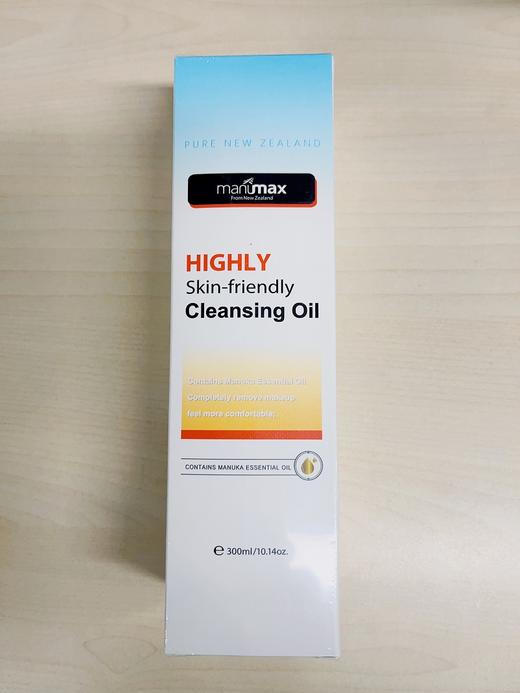 PURE NEW ZEALAND
manumax
From New Zealand
HIGHLY
Skin-friendly
Cleansing Oil
Contains Manuka Essential Oil
Completely remove makeup,
feel more comfortable;
CONTAINS MANUKA ESSENTIAL OIL
℮ 300ml/10.14oz.